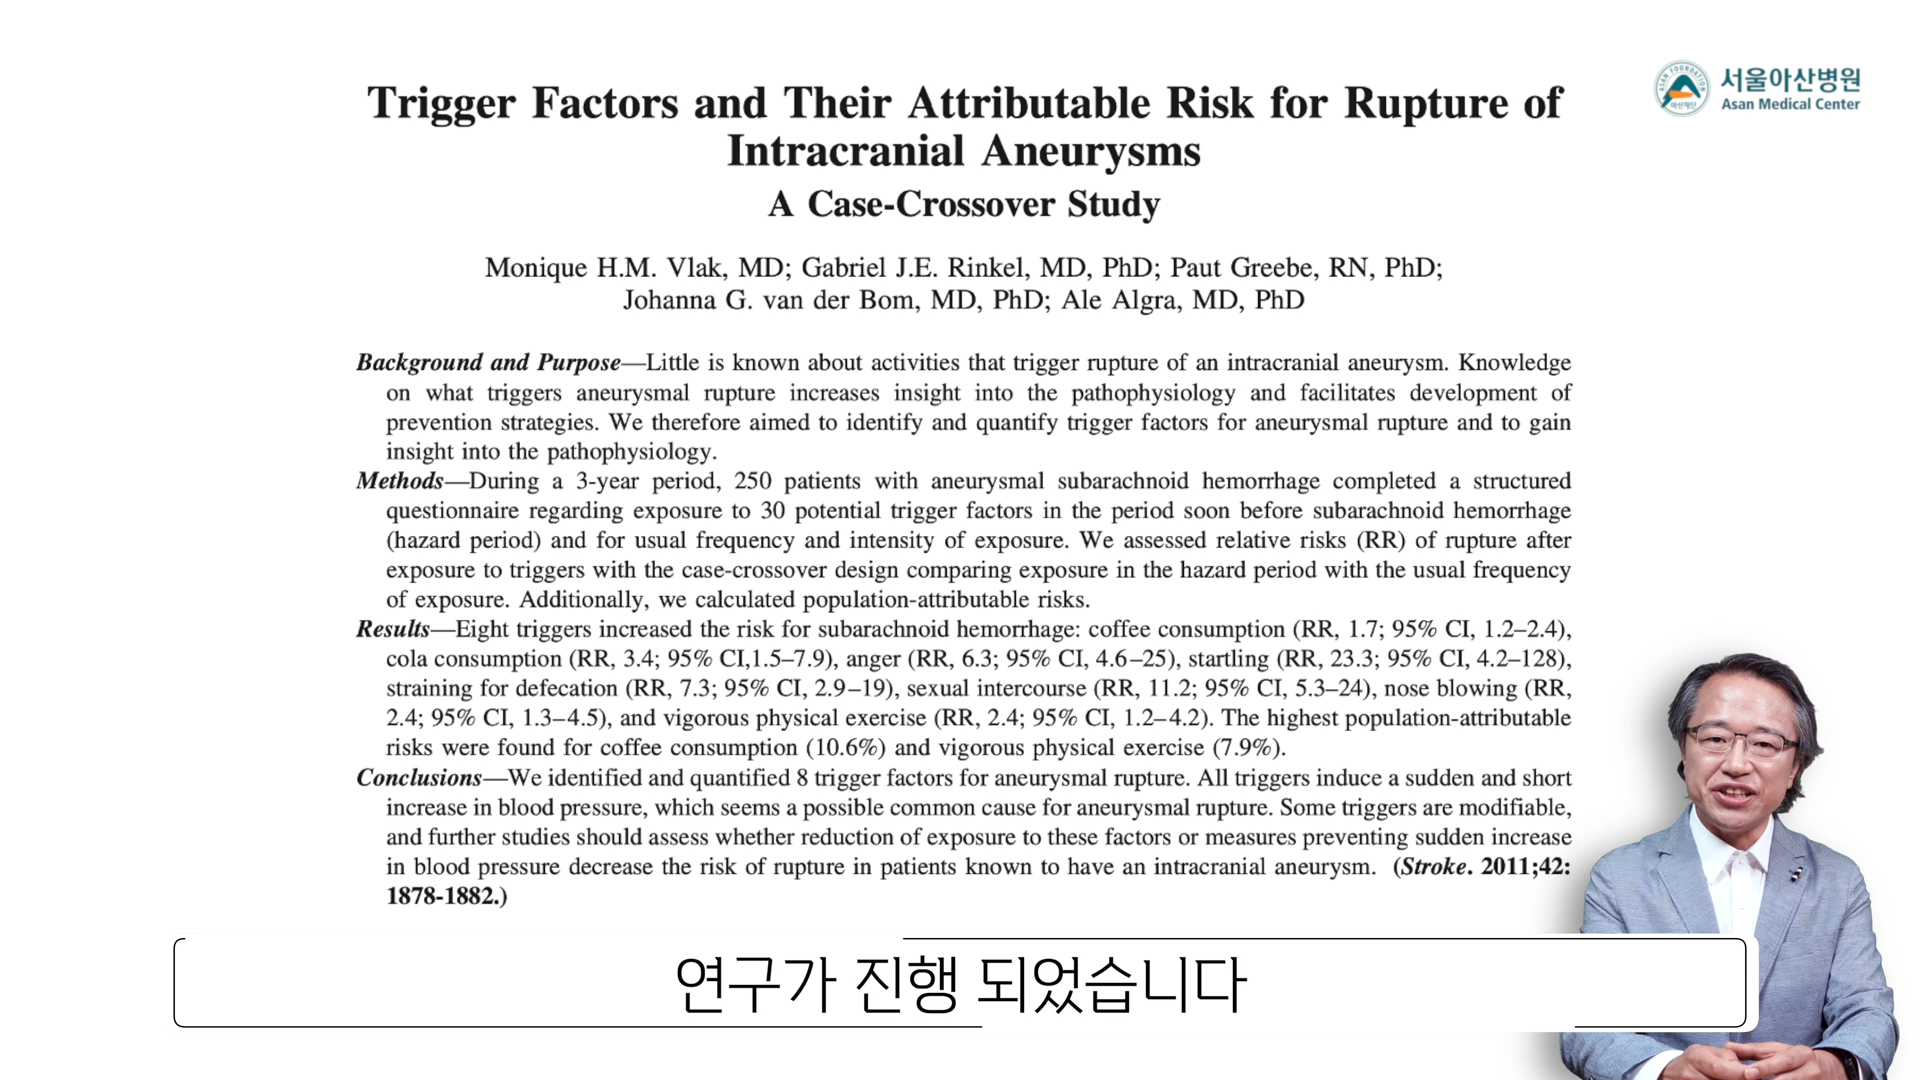 Trigger Factors and Their Attributable Risk for Rupture of
Intracranial Aneurysms
A Case-Crossover Study
Monique H.M. Vlak, MD; Gabriel J.E. Rinkel, MD, PhD; Paut Greebe, RN, PhD;
Johanna G. van der Bom, MD, PhD; Ale Algra, MD, PhD
ASAN FOUNDATION
아산재단
서울아산병원
Asan Medical Center
Background and Purpose—Little is known about activities that trigger rupture of an intracranial aneurysm. Knowledge
on what triggers aneurysmal rupture increases insight into the pathophysiology and facilitates development of
prevention strategies. We therefore aimed to identify and quantify trigger factors for aneurysmal rupture and to gain
insight into the pathophysiology.
Methods—During a 3-year period, 250 patients with aneurysmal subarachnoid hemorrhage completed a structured
questionnaire regarding exposure to 30 potential trigger factors in the period soon before subarachnoid hemorrhage
(hazard period) and for usual frequency and intensity of exposure. We assessed relative risks (RR) of rupture after
exposure to triggers with the case-crossover design comparing exposure in the hazard period with the usual frequency
of exposure. Additionally, we calculated population-attributable risks.
Results—Eight triggers increased the risk for subarachnoid hemorrhage: coffee consumption (RR, 1.7; 95% CI, 1.2–2.4),
cola consumption (RR, 3.4; 95% CI,1.5–7.9), anger (RR, 6.3; 95% CI, 4.6–25), startling (RR, 23.3; 95% CI, 4.2–128),
straining for defecation (RR, 7.3; 95% CI, 2.9–19), sexual intercourse (RR, 11.2; 95% CI, 5.3–24), nose blowing (RR,
2.4; 95% CI, 1.3–4.5), and vigorous physical exercise (RR, 2.4; 95% CI, 1.2–4.2). The highest population-attributable
risks were found for coffee consumption (10.6%) and vigorous physical exercise (7.9%).
Conclusions—We identified and quantified 8 trigger factors for aneurysmal rupture. All triggers induce a sudden and short
increase in blood pressure, which seems a possible common cause for aneurysmal rupture. Some triggers are modifiable,
and further studies should assess whether reduction of exposure to these factors or measures preventing sudden increase
in blood pressure decrease the risk of rupture in patients known to have an intracranial aneurysm. (Stroke. 2011;42:
1878-1882.)
연구가 진행 되었습니다